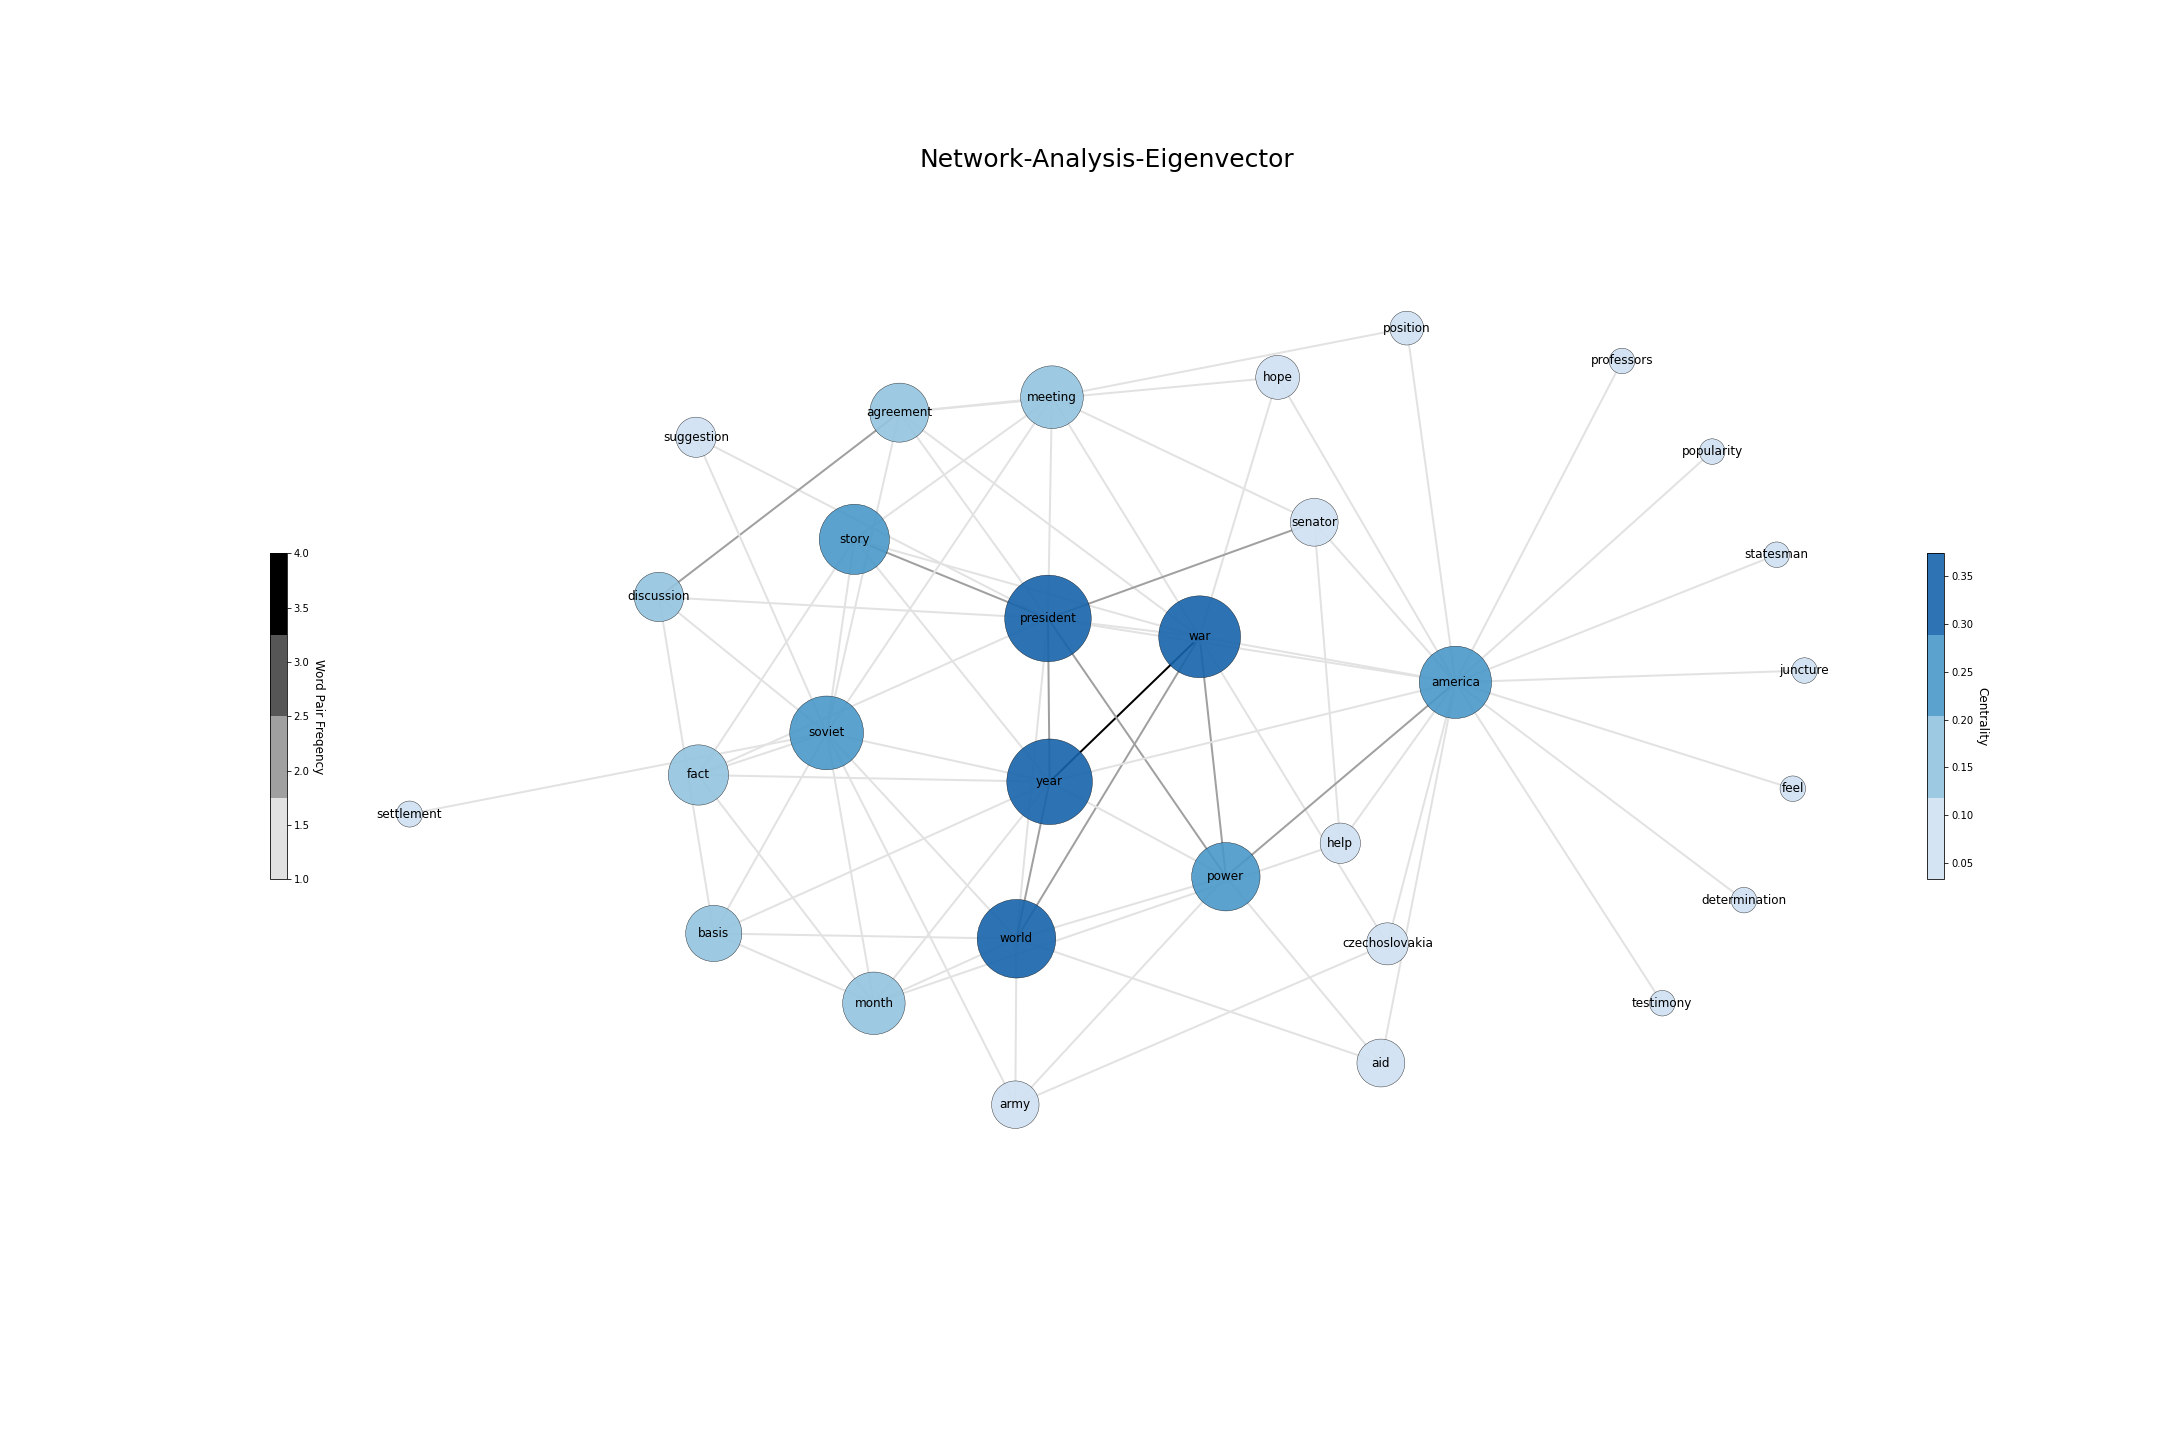 Network-Analysis-Eigenvector
position
professors
hope
meeting
agreement
suggestion
popularity
senator
story
statesman
discussion
president
war
juncture
america
soviet
fact
year
feel
settlement
help
power
determination
basis
world
czechoslovakia
month
testimony
aid
army
4.0
3.5
3.0
2.5
2.0
1.5
1.0
Word Pair Freqency
0.35
0.30
0.25
0.20
0.15
0.10
0.05
Centrality